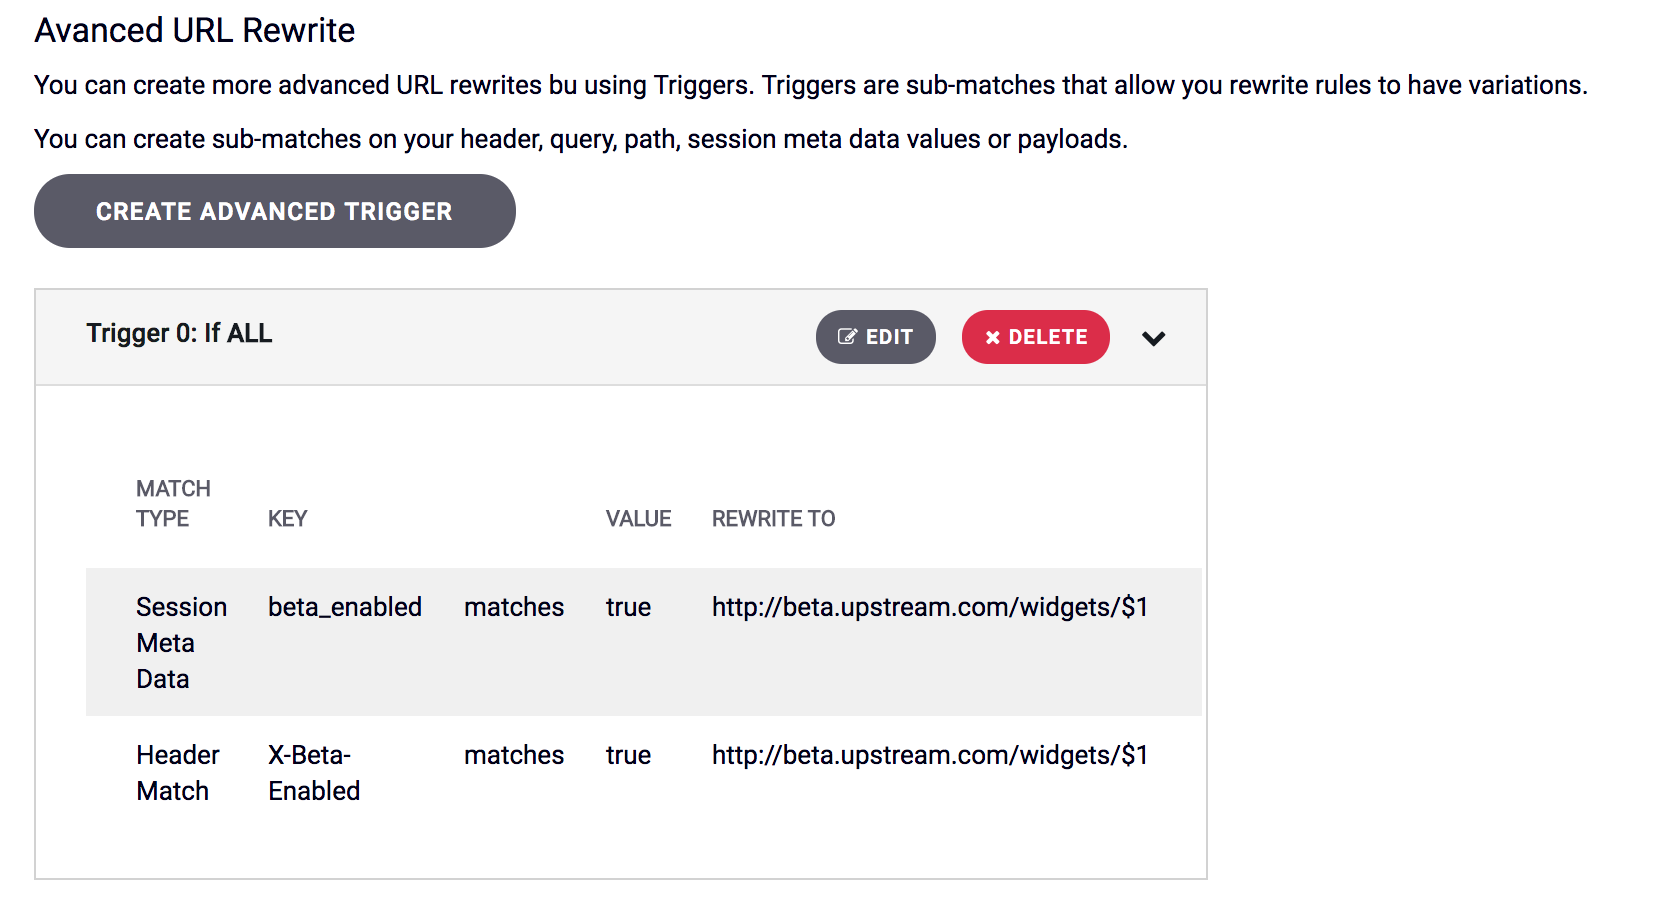 Avanced URL Rewrite
You can create more advanced URL rewrites bu using Triggers. Triggers are sub-matches that allow you rewrite rules to have variations.
You can create sub-matches on your header, query, path, session meta data values or payloads.
CREATE ADVANCED TRIGGER
Trigger 0: If ALL
EDIT
DELETE
MATCH
TYPE KEY VALUE REWRITE TO
Session beta_enabled matches true http://beta.upstream.com/widgets/$1
Meta
Data
Header X-Beta- matches true http://beta.upstream.com/widgets/$1
Match Enabled